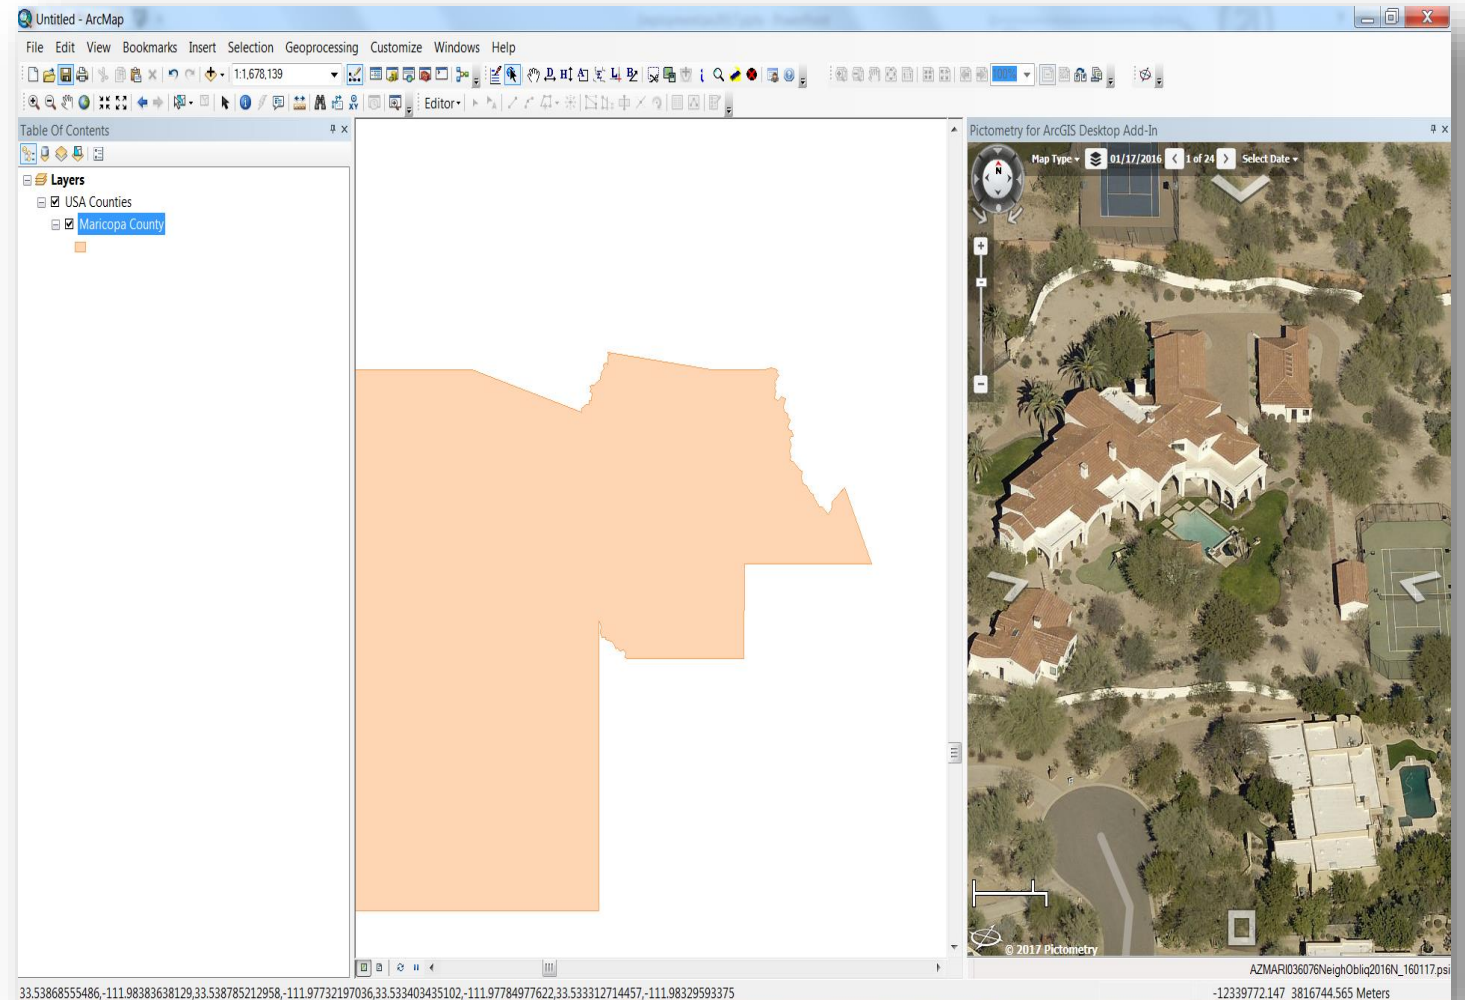 Untitled - ArcMap
File Edit View Bookmarks Insert Selection Geoprocessing Customize Windows Help
1:1,678,139
100%
Editor
Table Of Contents
Layers
USA Counties
Maricopa County
Pictometry for ArcGIS Desktop Add-In
Map Type 01/17/2016 1 of 24 Select Date
N
© 2017 Pictometry
AZMARI036076NeighObliq2016N_160117.psi
33.53868555486,-111.98383638129,33.538785212958,-111.97732197036,33.533403435102,-111.97784977622,33.533312714457,-111.98329593375
-12339772.147 3816744.565 Meters